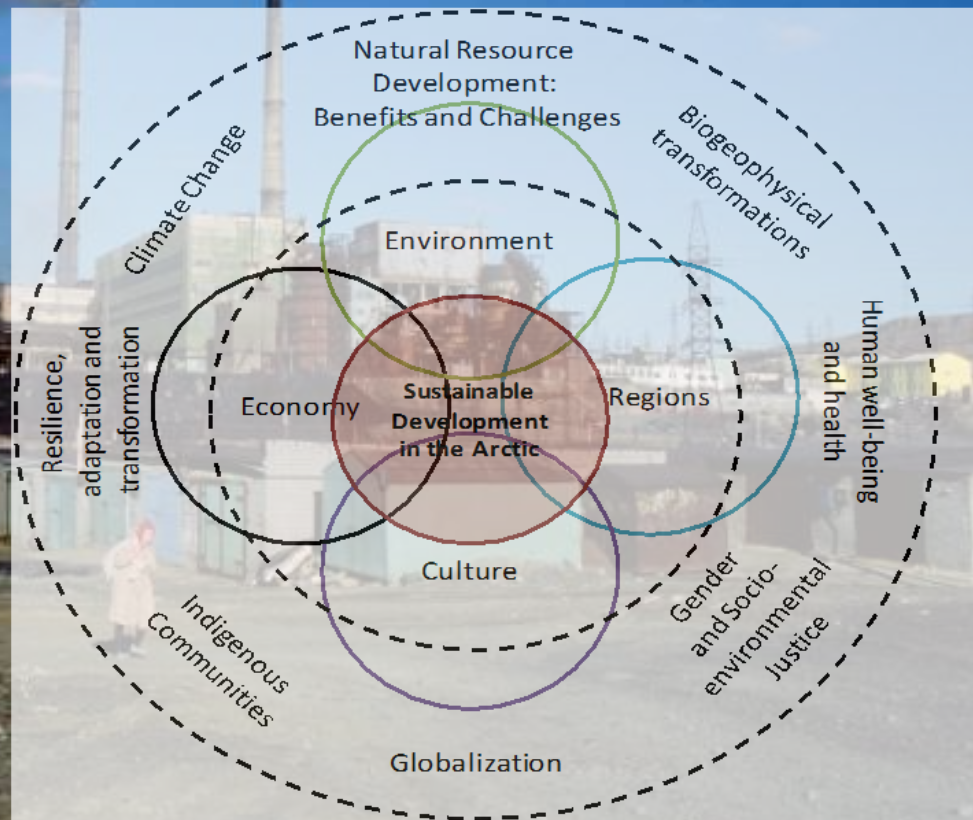 Natural Resource
Development:
Benefits and Challenges
Climate Change
Biogeophysical
transformations
Environment
Resilience,
adaptation and
transformation
Economy
Sustainable
Development
in the Arctic
Regions
Human well-being
and health
Culture
Indigenous
Communities
Gender
and Socio-
environmental
Justice
Globalization